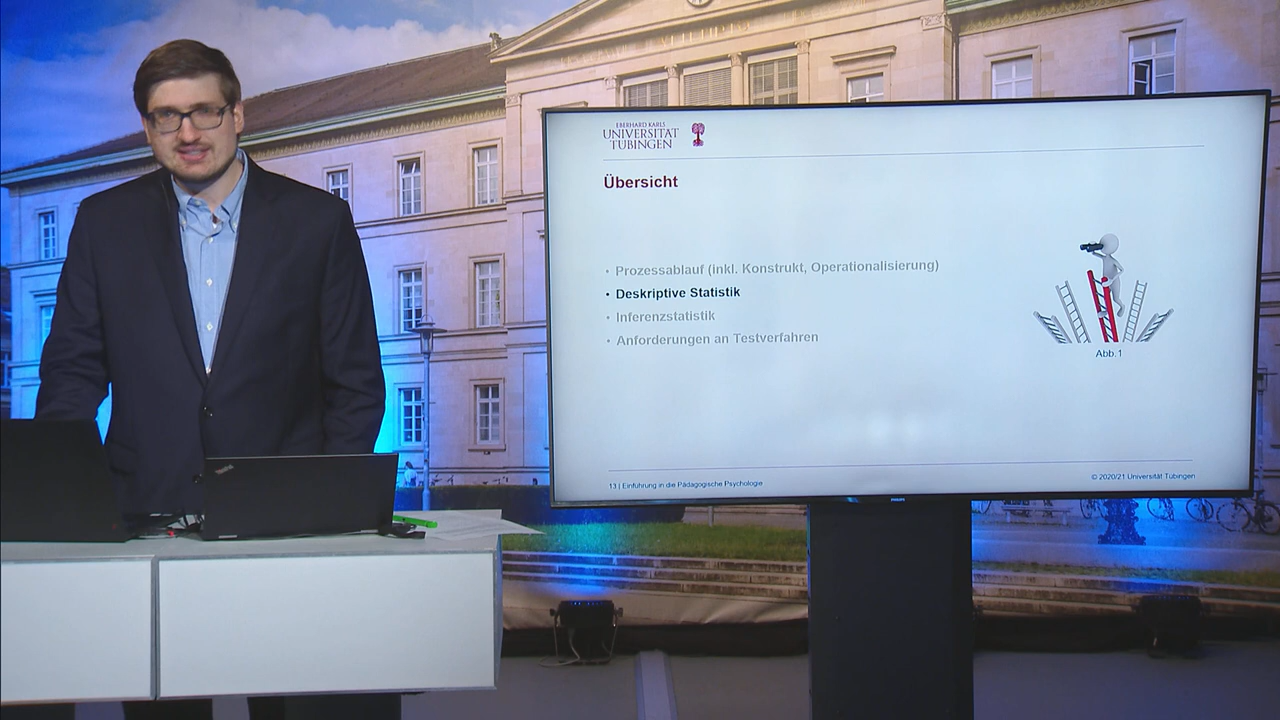 EBERHARD KARLS
UNIVERSITÄT
TÜBINGEN
Übersicht
• Prozessablauf (inkl. Konstrukt, Operationalisierung)
• Deskriptive Statistik
• Inferenzstatistik
• Anforderungen an Testverfahren
Abb.1
13 | Einführung in die Pädagogische Psychologie
© 2020/21 Universität Tübingen
PHILIPS